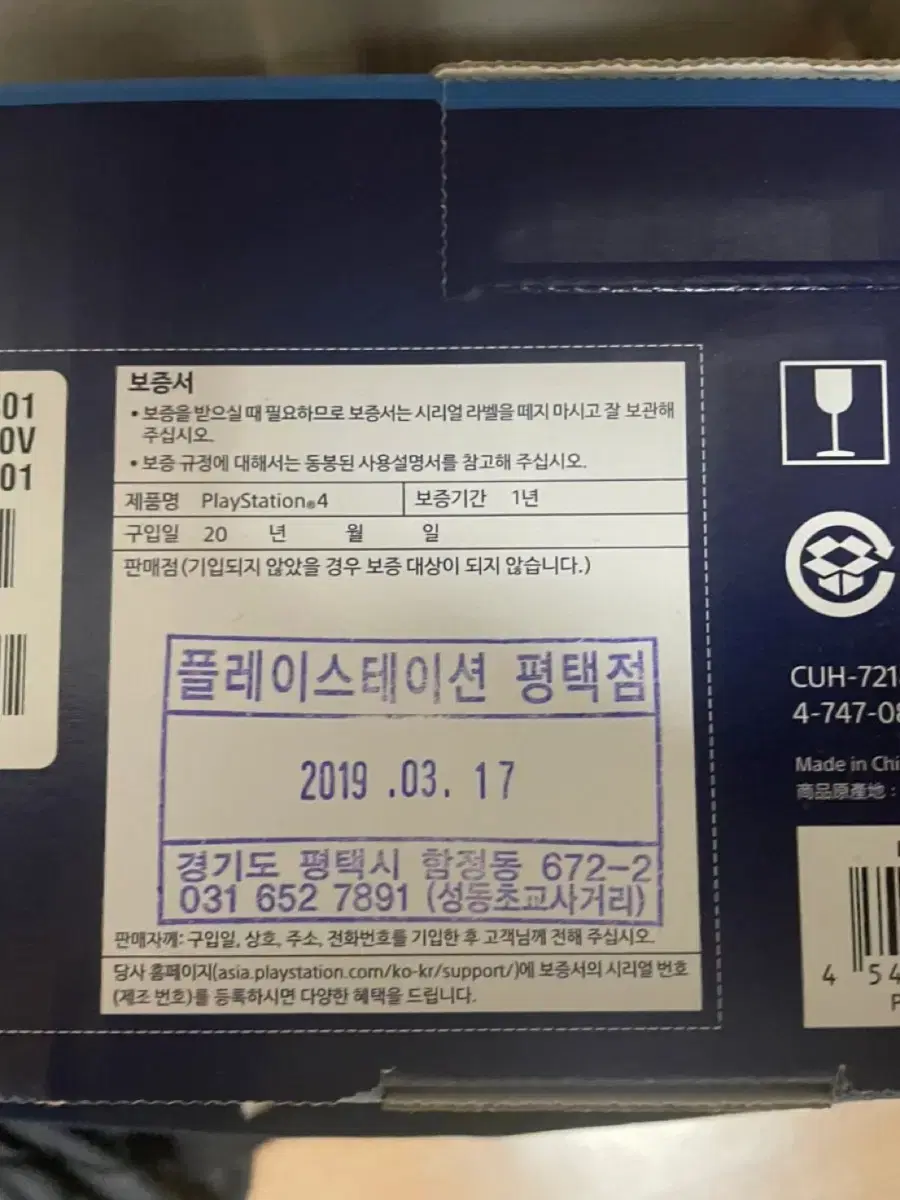 01
0V
01
보증서
• 보증을 받으실 때 필요하므로 보증서는 시리얼 라벨을 떼지 마시고 잘 보관해
주십시오.
• 보증 규정에 대해서는 동봉된 사용설명서를 참고해 주십시오.
제품명 PlayStation®4 보증기간 1년
구입일 20 년 월 일
판매점(기입되지 않았을 경우 보증 대상이 되지 않습니다.)
플레이스테이션 평택점
2019 .03. 17
경기도 평택시 함정동 672-2
031 652 7891 (성동초교사거리)
판매자께: 구입일, 상호, 주소, 전화번호를 기입한 후 고객님께 전해 주십시오.
당사 홈페이지(asia.playstation.com/ko-kr/support/)에 보증서의 시리얼 번호
(제조 번호)를 등록하시면 다양한 혜택을 드립니다.
CUH-721
4-747-08
Made in Chi
商品原產地 :
4 54
P